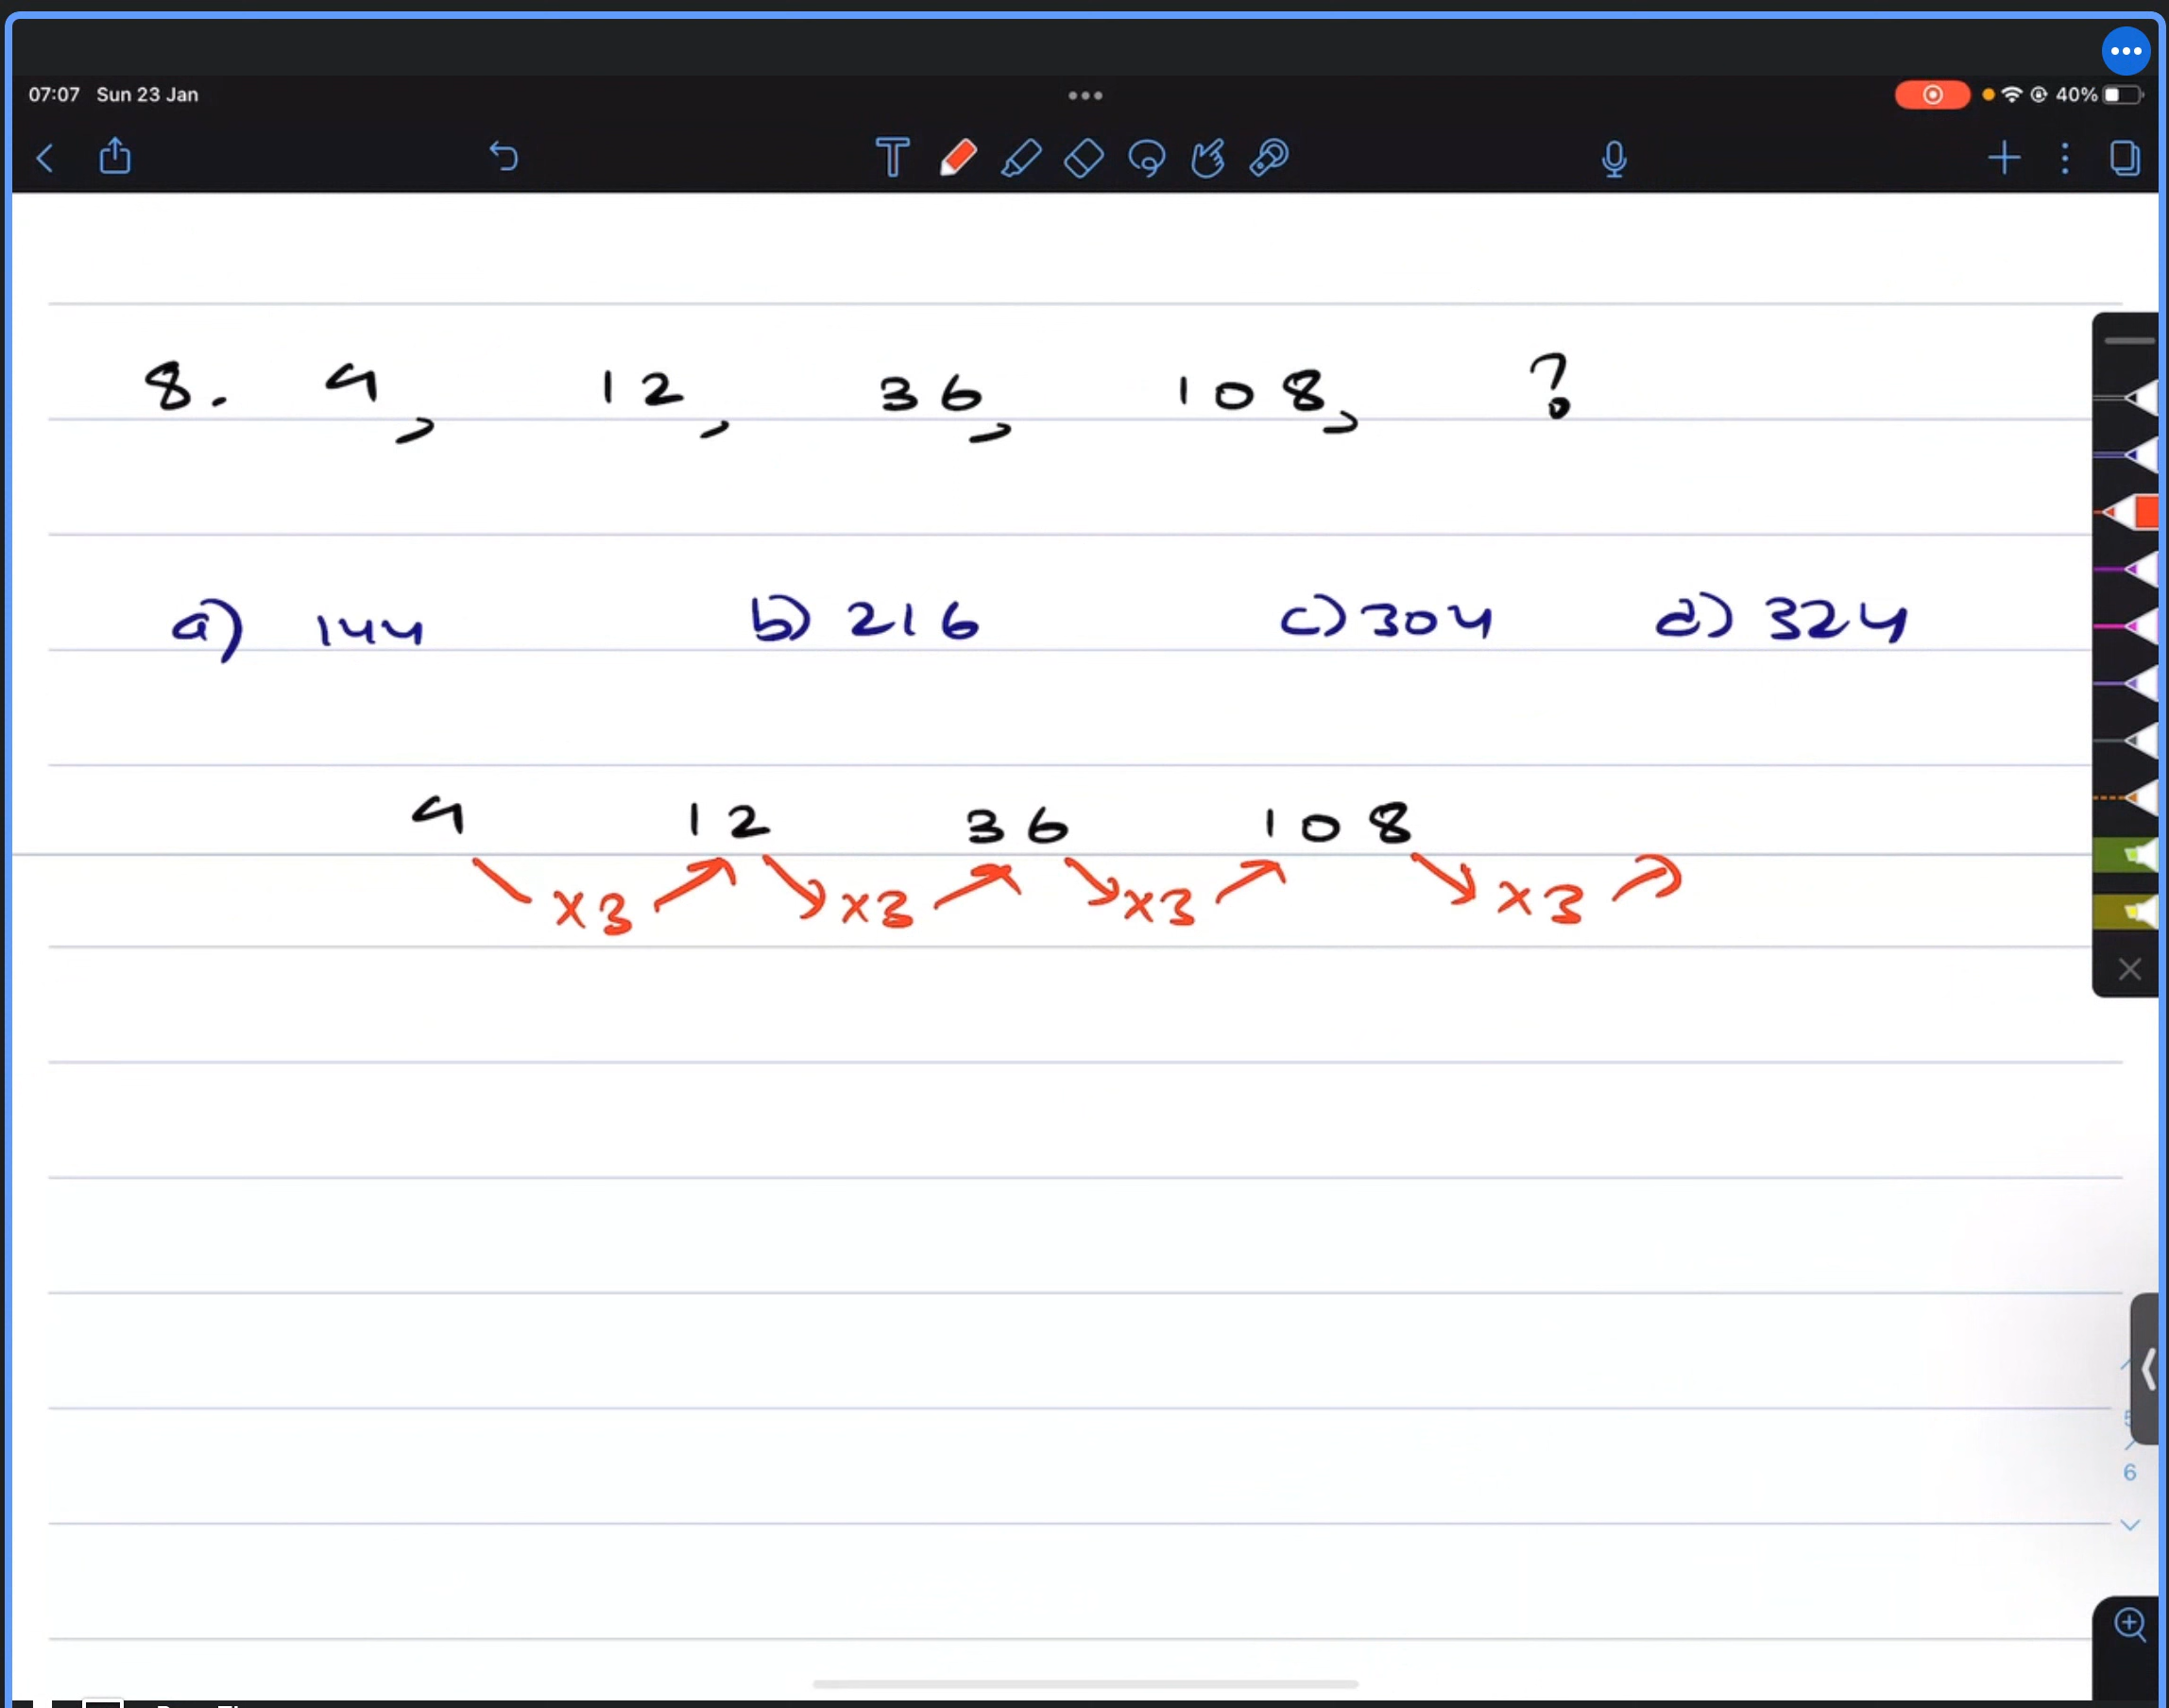 07:07 Sun 23 Jan
40%
8. 4, 12, 36, 108, ?
a) 144 b) 216 c) 304 d) 324
4 12 36 108
x3 x3 x3 x3
6